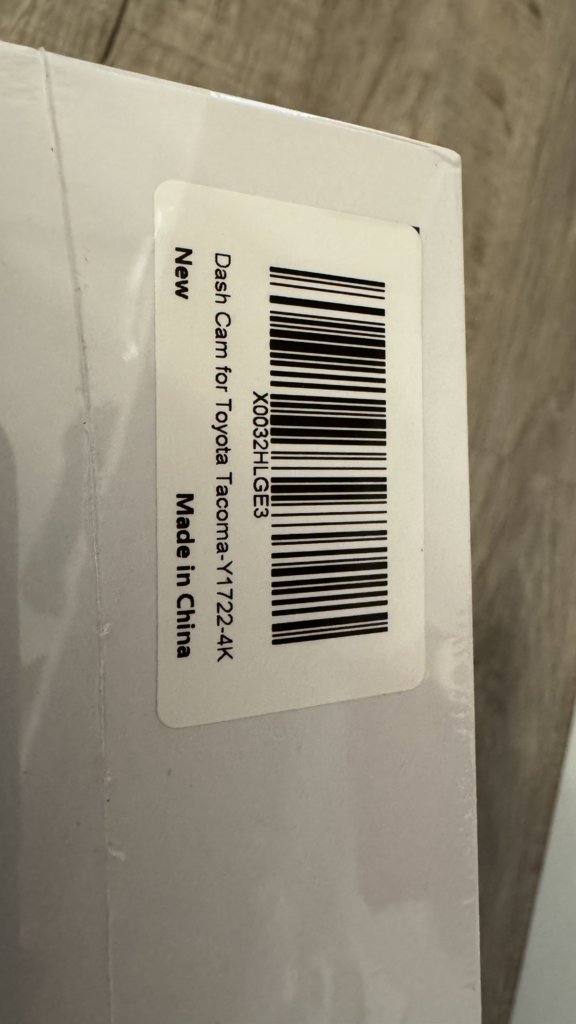 X0032HLGE3
Dash Cam for Toyota Tacoma-Y1722-4K
New Made in China